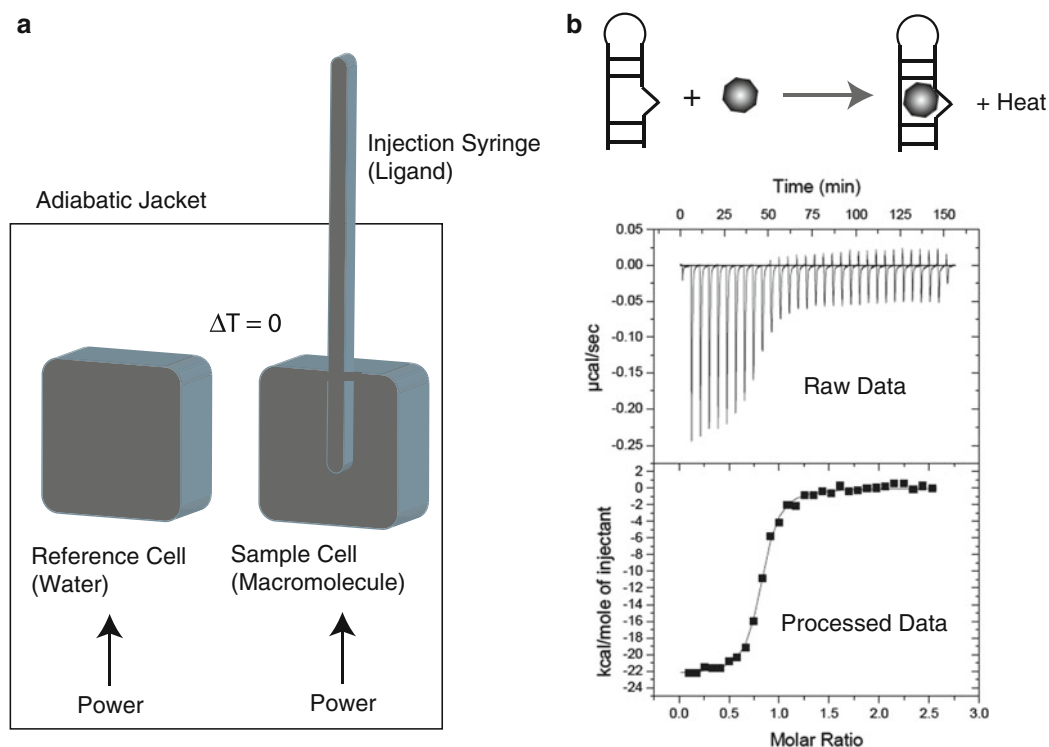 a
Injection Syringe
(Ligand)
Adiabatic Jacket
ΔT = 0
Reference Cell
(Water)
Sample Cell
(Macromolecule)
Power
Power
b
+
+ Heat
Time (min)
0 25 50 75 100 125 150
0.05
0.00
-0.05
-0.10
-0.15
-0.20
-0.25
µcal/sec
Raw Data
2
0
-2
-4
-6
-8
-10
-12
-14
-16
-18
-20
-22
-24
kcal/mole of injectant
Processed Data
0.0 0.5 1.0 1.5 2.0 2.5 3.0
Molar Ratio